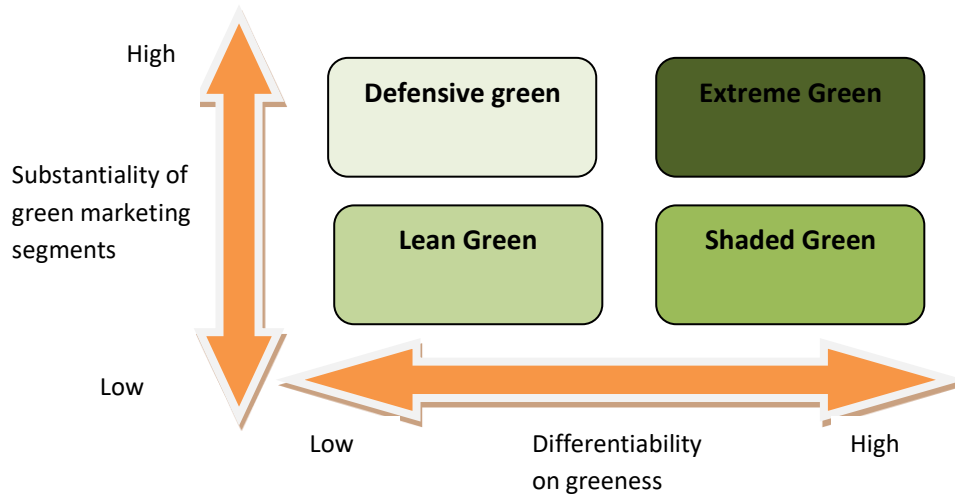 High
Defensive green
Extreme Green
Substantiality of
green marketing
segments
Lean Green
Shaded Green
Low
Low
Differentiability
on greeness
High